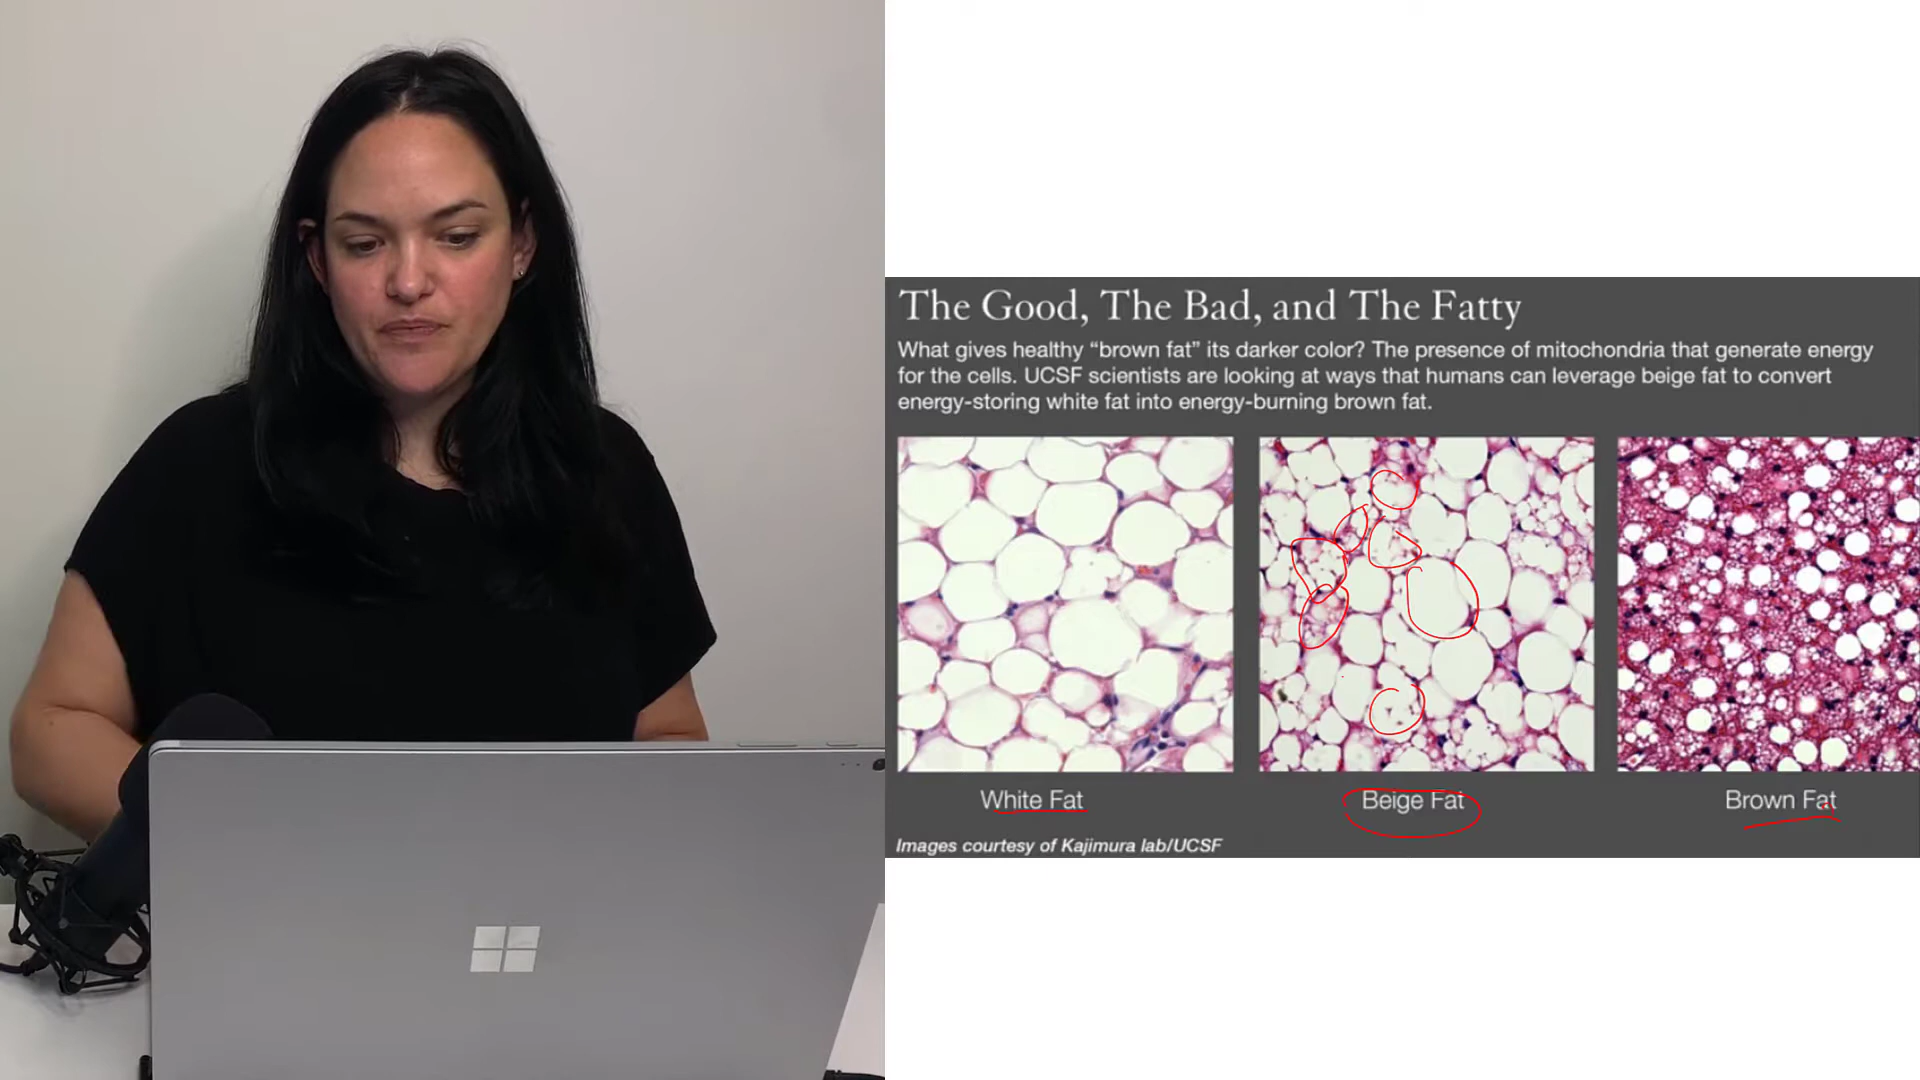 The Good, The Bad, and The Fatty
What gives healthy “brown fat” its darker color? The presence of mitochondria that generate energy
for the cells. UCSF scientists are looking at ways that humans can leverage beige fat to convert
energy-storing white fat into energy-burning brown fat.
White Fat
Beige Fat
Brown Fat
Images courtesy of Kajimura lab/UCSF